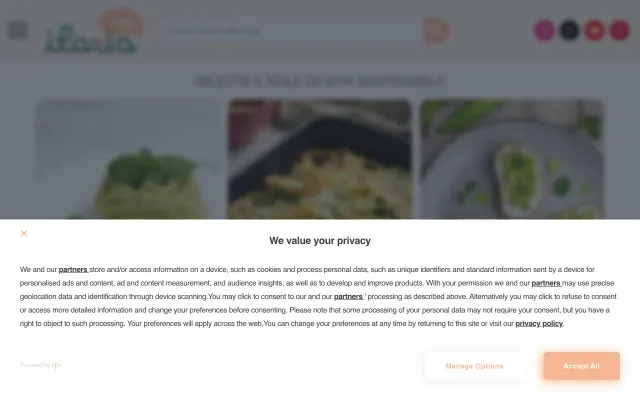 ilaria
RICETTE E STILE DI VITA SOSTENIBILE
We value your privacy
We and our partners store and/or access information on a device, such as cookies and process personal data, such as unique identifiers and standard information sent by a device for
personalised ads and content, ad and content measurement, and audience insights, as well as to develop and improve products. With your permission we and our partners may use precise
geolocation data and identification through device scanning.You may click to consent to our and our partners ' processing as described above. Alternatively you may click to refuse to consent
or access more detailed information and change your preferences before consenting. Please note that some processing of your personal data may not require your consent, but you have a
right to object to such processing. Your preferences will apply across the web.You can change your preferences at any time by returning to this site or visit our privacy policy.
Powered by
Manage Options
Accept All